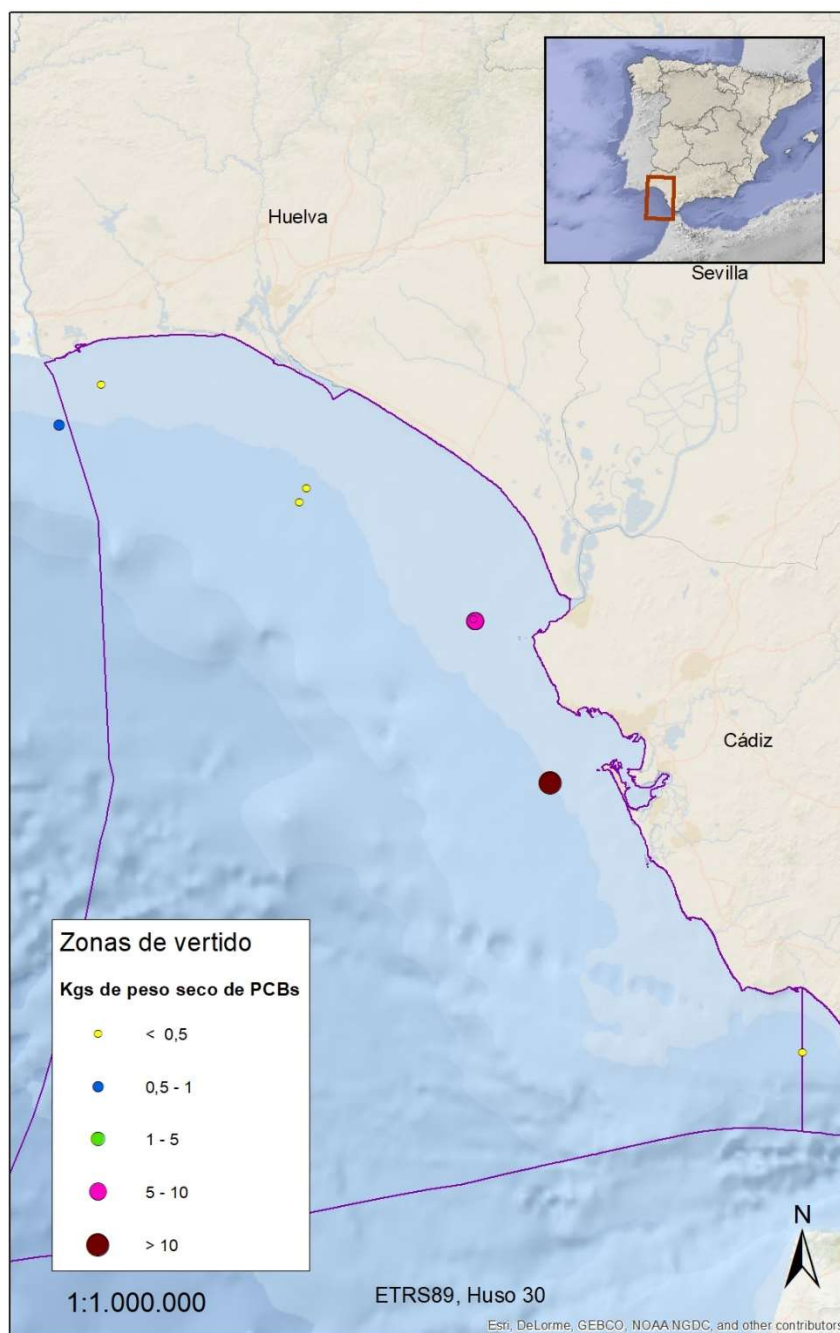 Huelva
Sevilla
Cádiz
Zonas de vertido
Kgs de peso seco de PCBs
< 0,5
0,5 - 1
1 - 5
5 - 10
> 10
N
1:1.000.000
ETRS89, Huso 30
Esri, DeLorme, GEBCO, NOAA NGDC, and other contributors